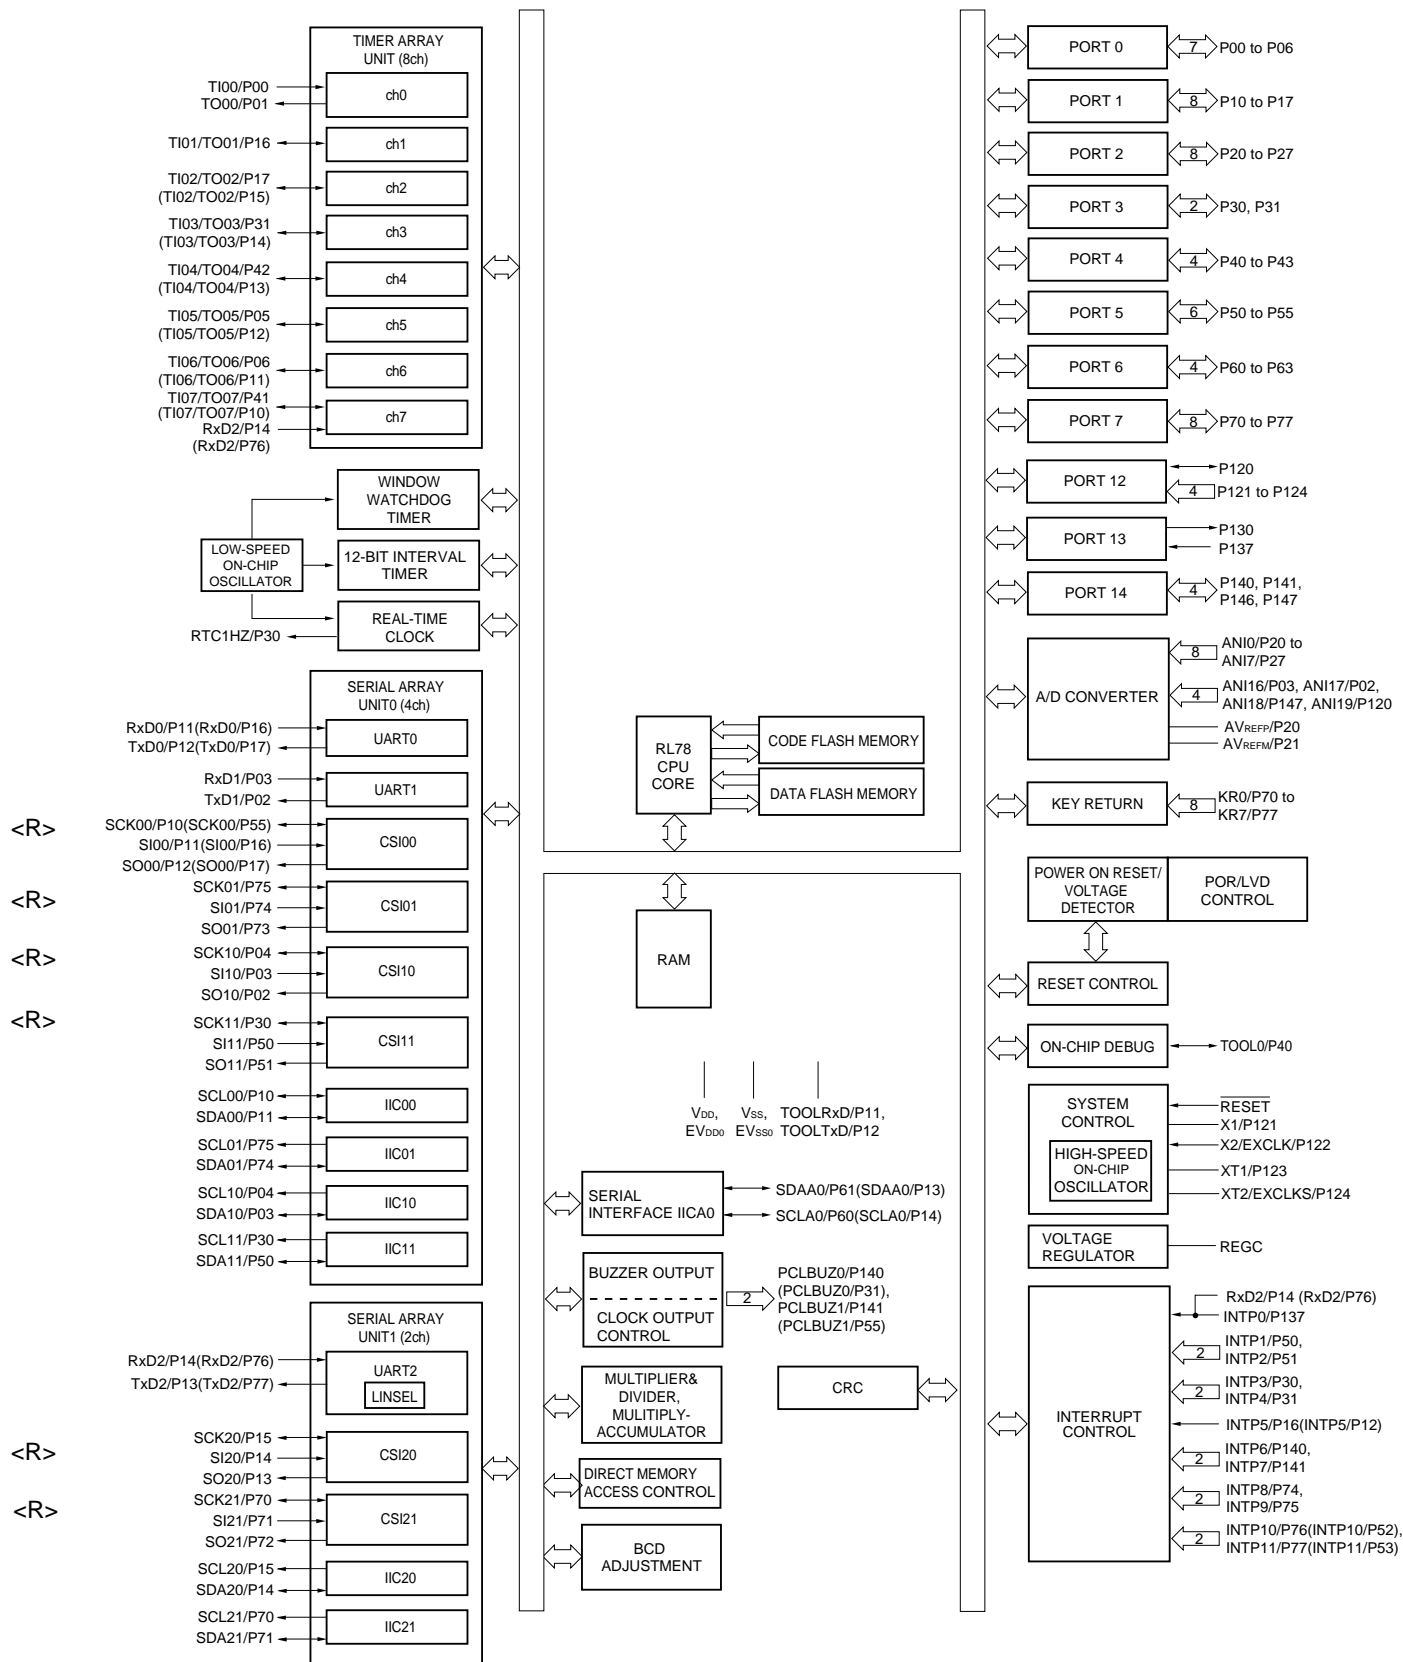 TIMER ARRAY
UNIT (8ch)
TI00/P00
TO00/P01
ch0
TI01/TO01/P16
ch1
TI02/TO02/P17
(TI02/TO02/P15)
ch2
TI03/TO03/P31
(TI03/TO03/P14)
ch3
TI04/TO04/P42
(TI04/TO04/P13)
ch4
TI05/TO05/P05
(TI05/TO05/P12)
ch5
TI06/TO06/P06
(TI06/TO06/P11)
ch6
TI07/TO07/P41
(TI07/TO07/P10)
RxD2/P14
(RxD2/P76)
ch7
WINDOW
WATCHDOG
TIMER
LOW-SPEED
ON-CHIP
OSCILLATOR
12-BIT INTERVAL
TIMER
REAL-TIME
CLOCK
RTC1HZ/P30
SERIAL ARRAY
UNIT0 (4ch)
RxD0/P11(RxD0/P16)
TxD0/P12(TxD0/P17)
UART0
RxD1/P03
TxD1/P02
UART1
<R>
SCK00/P10(SCK00/P55)
SI00/P11(SI00/P16)
SO00/P12(SO00/P17)
CSI00
<R>
SCK01/P75
SI01/P74
SO01/P73
CSI01
<R>
SCK10/P04
SI10/P03
SO10/P02
CSI10
<R>
SCK11/P30
SI11/P50
SO11/P51
CSI11
SCL00/P10
SDA00/P11
IIC00
SCL01/P75
SDA01/P74
IIC01
SCL10/P04
SDA10/P03
IIC10
SCL11/P30
SDA11/P50
IIC11
SERIAL ARRAY
UNIT1 (2ch)
RxD2/P14(RxD2/P76)
TxD2/P13(TxD2/P77)
UART2
LINSEL
<R>
SCK20/P15
SI20/P14
SO20/P13
CSI20
<R>
SCK21/P70
SI21/P71
SO21/P72
CSI21
SCL20/P15
SDA20/P14
IIC20
SCL21/P70
SDA21/P71
IIC21
RL78
CPU
CORE
CODE FLASH MEMORY
DATA FLASH MEMORY
RAM
VDD,
EVDD0
VSS,
EVSS0
TOOLRxD/P11,
TOOLTxD/P12
SERIAL
INTERFACE IICA0
SDAA0/P61(SDAA0/P13)
SCLA0/P60(SCLA0/P14)
BUZZER OUTPUT
CLOCK OUTPUT
CONTROL
2
PCLBUZ0/P140
(PCLBUZ0/P31),
PCLBUZ1/P141
(PCLBUZ1/P55)
MULTIPLIER&
DIVIDER,
MULITIPLY-
ACCUMULATOR
CRC
DIRECT MEMORY
ACCESS CONTROL
BCD
ADJUSTMENT
PORT 0
7
P00 to P06
PORT 1
8
P10 to P17
PORT 2
8
P20 to P27
PORT 3
2
P30, P31
PORT 4
4
P40 to P43
PORT 5
6
P50 to P55
PORT 6
4
P60 to P63
PORT 7
8
P70 to P77
PORT 12
P120
4
P121 to P124
PORT 13
P130
P137
PORT 14
4
P140, P141,
P146, P147
A/D CONVERTER
8
ANI0/P20 to
ANI7/P27
4
ANI16/P03, ANI17/P02,
ANI18/P147, ANI19/P120
AVREFP/P20
AVREFM/P21
KEY RETURN
8
KR0/P70 to
KR7/P77
POWER ON RESET/
VOLTAGE
DETECTOR
POR/LVD
CONTROL
RESET CONTROL
ON-CHIP DEBUG
TOOL0/P40
SYSTEM
CONTROL
HIGH-SPEED
ON-CHIP
OSCILLATOR
RESET
X1/P121
X2/EXCLK/P122
XT1/P123
XT2/EXCLKS/P124
VOLTAGE
REGULATOR
REGC
INTERRUPT
CONTROL
RxD2/P14 (RxD2/P76)
INTP0/P137
2
INTP1/P50,
INTP2/P51
2
INTP3/P30,
INTP4/P31
INTP5/P16(INTP5/P12)
2
INTP6/P140,
INTP7/P141
2
INTP8/P74,
INTP9/P75
2
INTP10/P76(INTP10/P52),
INTP11/P77(INTP11/P53)